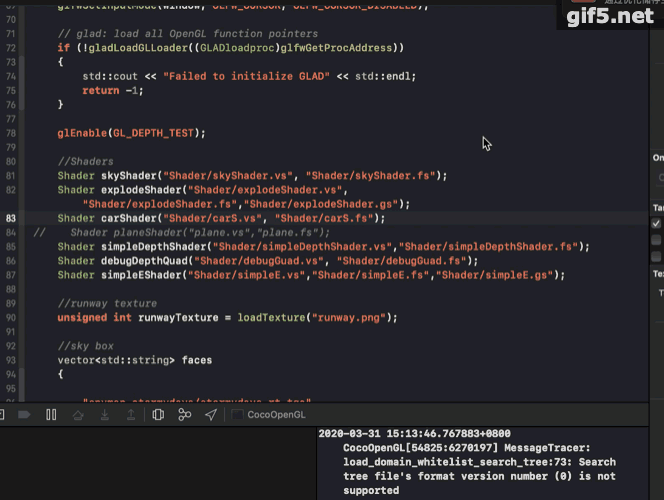 gif5.net
69 glfwSetInputMode(window, GLFW_CURSOR, GLFW_CURSOR_DISABLED);
70
71 // glad: load all OpenGL function pointers
72 if (!gladLoadGLLoader((GLADloadproc)glfwGetProcAddress))
73 {
74 std::cout << "Failed to initialize GLAD" << std::endl;
75 return -1;
76 }
77
78 glEnable(GL_DEPTH_TEST);
79
80 //Shaders
81 Shader skyShader("Shader/skyShader.vs", "Shader/skyShader.fs");
82 Shader explodeShader("Shader/explodeShader.vs",
"Shader/explodeShader.fs","Shader/explodeShader.gs");
83 Shader carShader("Shader/carS.vs", "Shader/carS.fs");
84 // Shader planeShader("plane.vs","plane.fs");
85 Shader simpleDepthShader("Shader/simpleDepthShader.vs","Shader/simpleDepthShader.fs");
86 Shader debugDepthQuad("Shader/debugGuad.vs", "Shader/debugGuad.fs");
87 Shader simpleEShader("Shader/simpleE.vs","Shader/simpleE.fs","Shader/simpleE.gs");
88
89 //runway texture
90 unsigned int runwayTexture = loadTexture("runway.png");
91
92 //sky box
93 vector<std::string> faces
94 {
95
On
Ta
Te
T
CocoOpenGL
2020-03-31 15:13:46.767883+0800
CocoOpenGL[54825:6270197] MessageTracer:
load_domain_whitelist_search_tree:73: Search
tree file's format version number (0) is not
supported